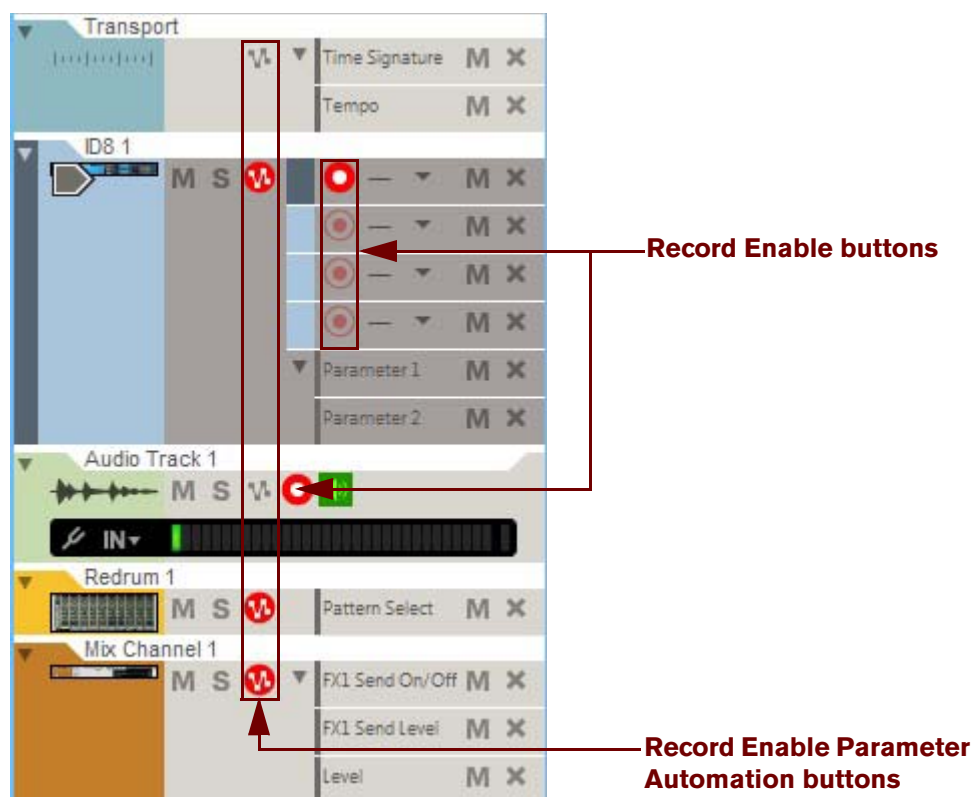 Transport
Time Signature M ×
Tempo M ×
ID8 1
M S — M ×
— M ×
— M ×
— M ×
Parameter 1 M ×
Parameter 2 M ×
Record Enable buttons
Audio Track 1
M S
IN
Redrum 1
M S Pattern Select M ×
Mix Channel 1
M S FX1 Send On/Off M ×
FX1 Send Level M ×
Level M ×
Record Enable Parameter
Automation buttons